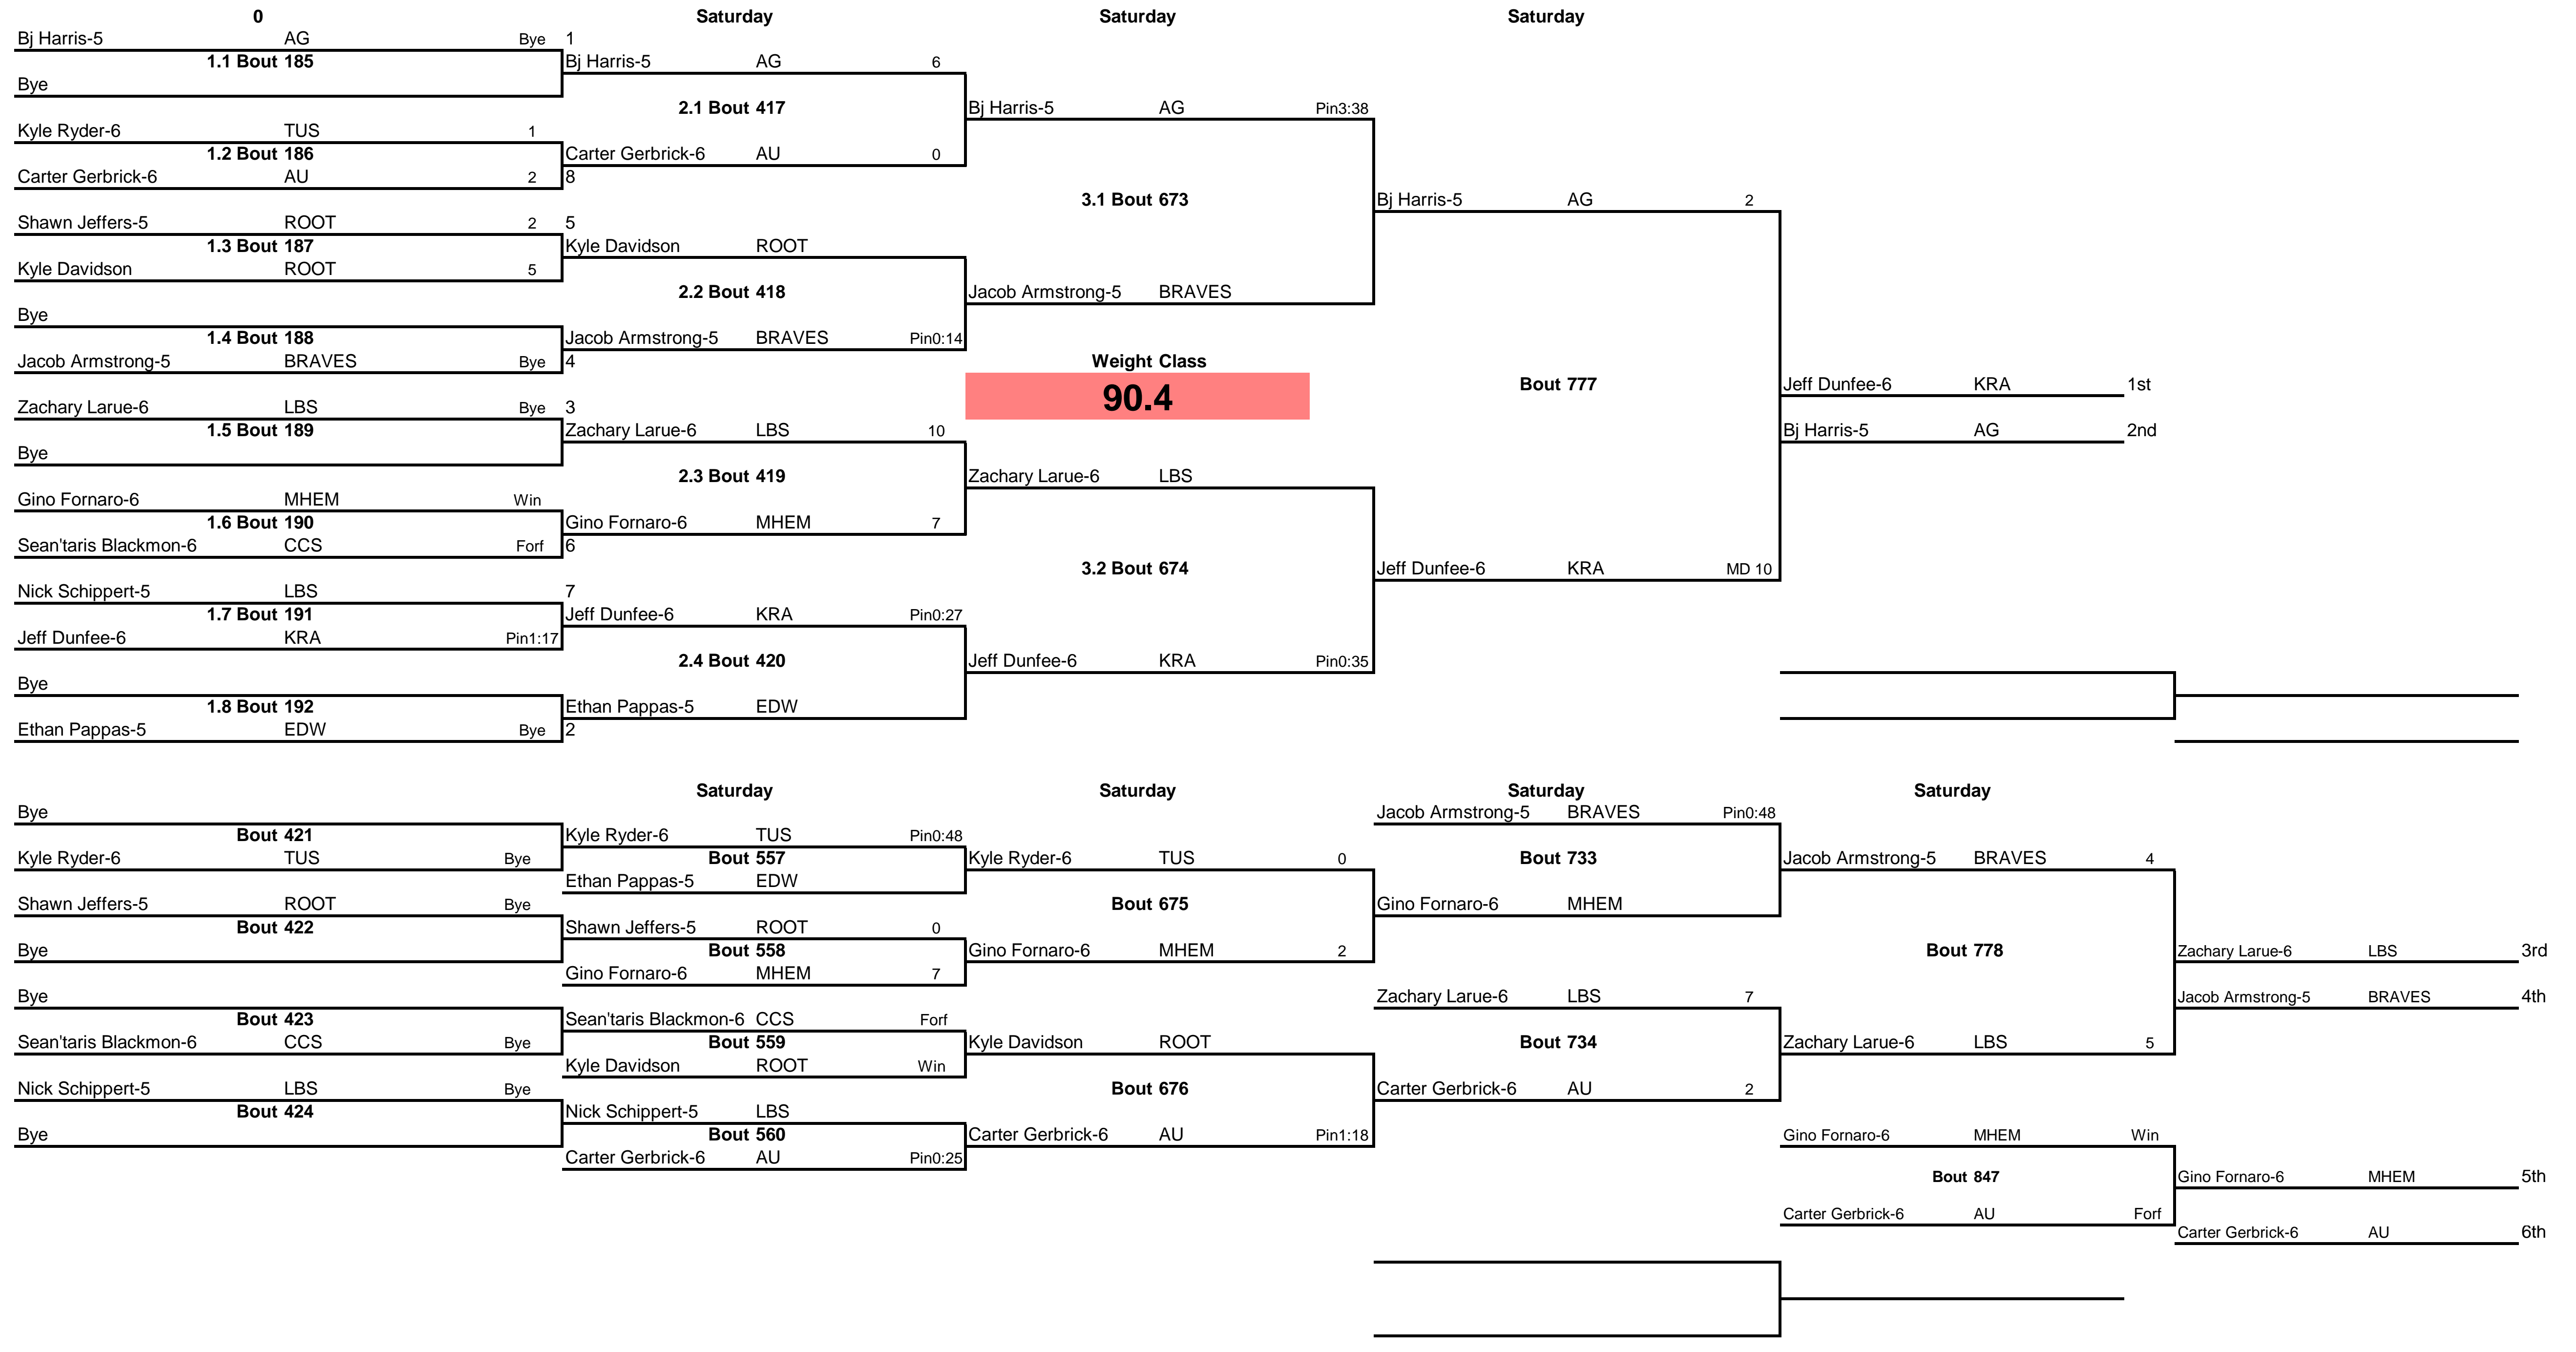 0 Saturday Saturday Saturday
Bj Harris-5 AG Bye 1
1.1 Bout 185 Bj Harris-5 AG 6
Bye
2.1 Bout 417 Bj Harris-5 AG Pin3:38
Kyle Ryder-6 TUS 1
1.2 Bout 186 Carter Gerbrick-6 AU 0
Carter Gerbrick-6 AU 2 8
3.1 Bout 673 Bj Harris-5 AG 2
Shawn Jeffers-5 ROOT 2 5
1.3 Bout 187 Kyle Davidson ROOT
Kyle Davidson ROOT 5
2.2 Bout 418 Jacob Armstrong-5 BRAVES
Bye
1.4 Bout 188 Jacob Armstrong-5 BRAVES Pin0:14
Jacob Armstrong-5 BRAVES Bye 4 Weight Class
90.4 Bout 777 Jeff Dunfee-6 KRA 1st
Zachary Larue-6 LBS Bye 3
1.5 Bout 189 Zachary Larue-6 LBS 10 Bj Harris-5 AG 2nd
Bye
2.3 Bout 419 Zachary Larue-6 LBS
Gino Fornaro-6 MHEM Win
1.6 Bout 190 Gino Fornaro-6 MHEM 7
Sean'taris Blackmon-6 CCS Forf 6
3.2 Bout 674 Jeff Dunfee-6 KRA MD 10
Nick Schippert-5 LBS 7
1.7 Bout 191 Jeff Dunfee-6 KRA Pin0:27
Jeff Dunfee-6 KRA Pin1:17
2.4 Bout 420 Jeff Dunfee-6 KRA Pin0:35
Bye
1.8 Bout 192 Ethan Pappas-5 EDW
Ethan Pappas-5 EDW Bye 2
Saturday Saturday Saturday Saturday
Bye Jacob Armstrong-5 BRAVES Pin0:48
Bout 421 Kyle Ryder-6 TUS Pin0:48
Kyle Ryder-6 TUS Bye Bout 557 Kyle Ryder-6 TUS 0 Bout 733 Jacob Armstrong-5 BRAVES 4
Ethan Pappas-5 EDW
Shawn Jeffers-5 ROOT Bye Bout 675 Gino Fornaro-6 MHEM
Bout 422 Shawn Jeffers-5 ROOT 0
Bye Bout 558 Gino Fornaro-6 MHEM 2 Bout 778 Zachary Larue-6 LBS 3rd
Gino Fornaro-6 MHEM 7
Bye Zachary Larue-6 LBS 7 Jacob Armstrong-5 BRAVES 4th
Bout 423 Sean'taris Blackmon-6 CCS Forf
Sean'taris Blackmon-6 CCS Bye Bout 559 Kyle Davidson ROOT Bout 734 Zachary Larue-6 LBS 5
Kyle Davidson ROOT Win
Nick Schippert-5 LBS Bye Bout 676 Carter Gerbrick-6 AU 2
Bout 424 Nick Schippert-5 LBS
Bye Bout 560 Carter Gerbrick-6 AU Pin1:18 Gino Fornaro-6 MHEM Win
Carter Gerbrick-6 AU Pin0:25
Bout 847 Gino Fornaro-6 MHEM 5th
Carter Gerbrick-6 AU Forf
Carter Gerbrick-6 AU 6th